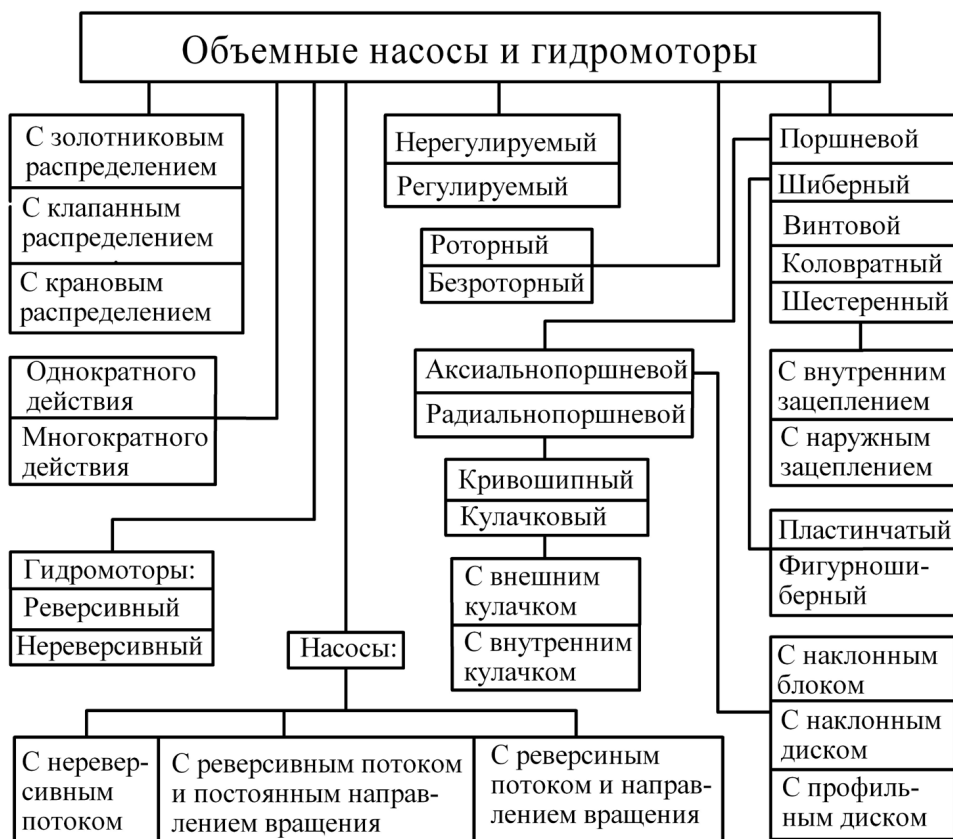 Объемные насосы и гидромоторы
С золотниковым
распределением
С клапанным
распределением
С крановым
распределением
Однократного
действия
Многократного
действия
Гидромоторы:
Реверсивный
Нереверсивный
Насосы:
С неревер-
сивным
потоком
С реверсивным потоком
и постоянным направ-
лением вращения
С реверсиным
потоком и направ-
лением вращения
Нерегулируемый
Регулируемый
Роторный
Безроторный
Аксиальнопоршневой
Радиальнопоршневой
Кривошипный
Кулачковый
С внешним
кулачком
С внутренним
кулачком
Поршневой
Шиберный
Винтовой
Коловратный
Шестеренный
С внутренним
зацеплением
С наружным
зацеплением
Пластинчатый
Фигурноши-
берный
С наклонным
блоком
С наклонным
диском
С профиль-
ным диском